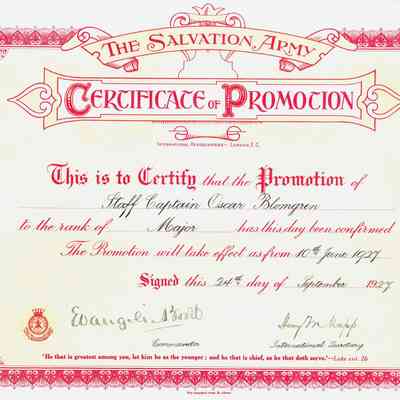 THE SALVATION ARMY
CERTIFICATE OF PROMOTION
INTERNATIONAL HEADQUARTERS - LONDON, E.C.
This is to Certify that the Promotion of
Staff Captain Oscar Blomgren
to the rank of Major has this day been confirmed
The Promotion will take effect as from 10th June 1927
Signed this 24th day of September 1927
Evangeline Booth
Commander International Secretary
"He that is greatest among you, let him be as the younger; and he that is chief, as he that doth serve."—Luke xxii. 26